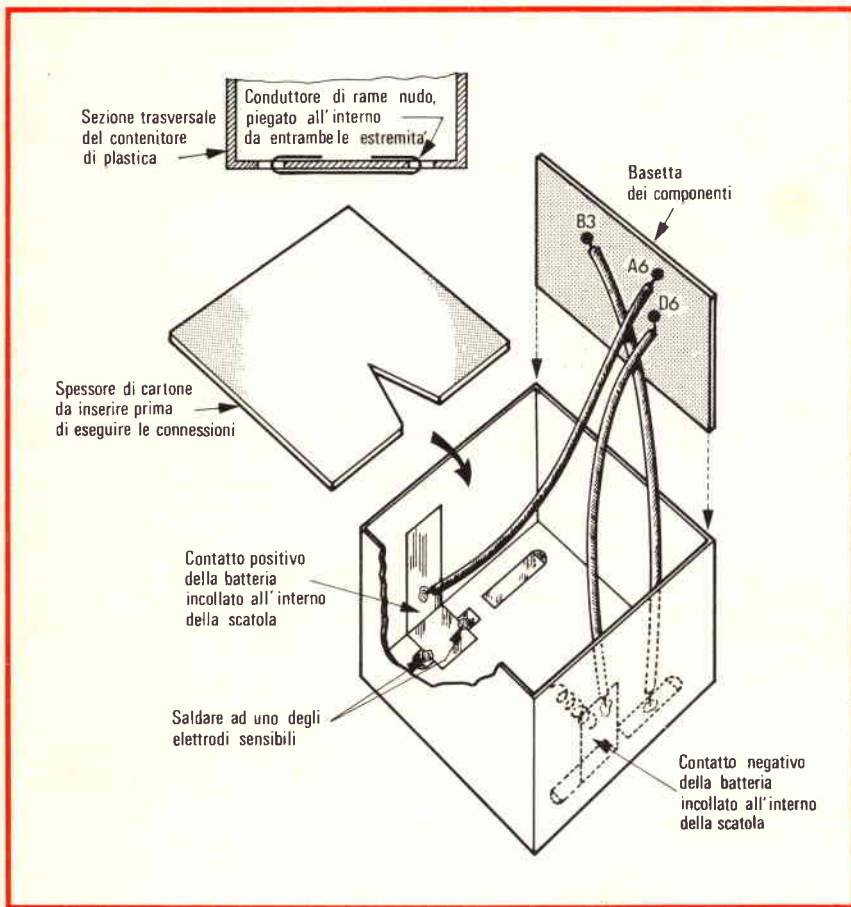 Sezione trasversale
del contenitore
di plastica
Conduttore di rame nudo,
piegato all'interno
da entrambe le estremita'
Basetta
dei componenti
B3
A6
D6
Spessore di cartone
da inserire prima
di eseguire le connessioni
Contatto positivo
della batteria
incollato all'interno
della scatola
Saldare ad uno degli
elettrodi sensibili
Contatto negativo
della batteria
incollato all'interno
della scatola